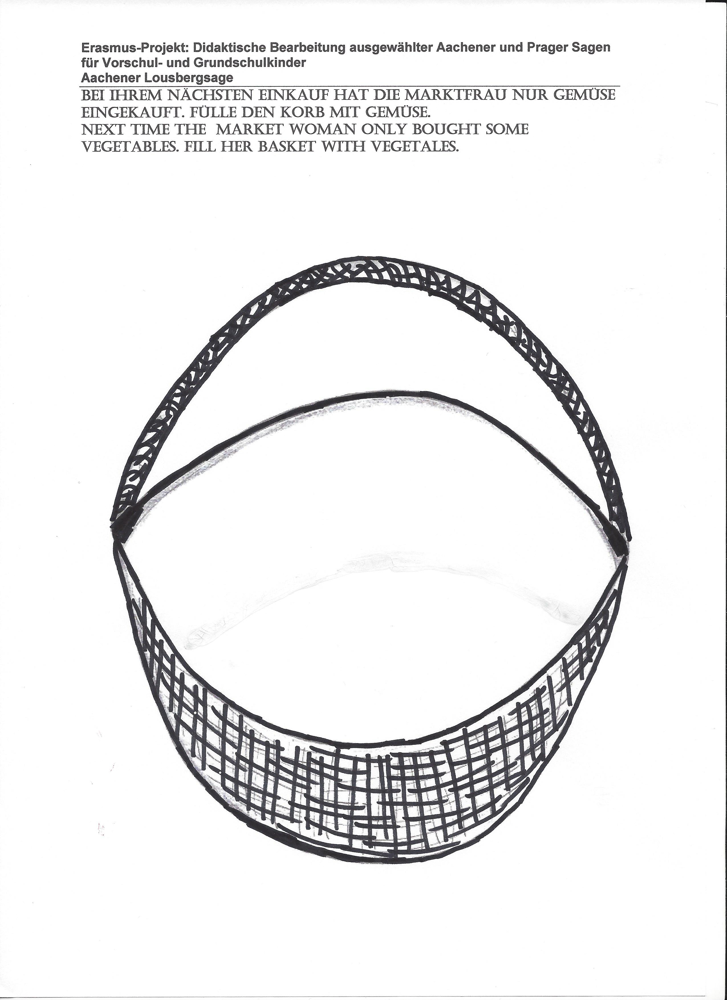 Erasmus-Projekt: Didaktische Bearbeitung ausgewählter Aachener und Prager Sagen
für Vorschul- und Grundschulkinder
Aachener Lousbergsage
BEI IHREM NÄCHSTEN EINKAUF HAT DIE MARKTFRAU NUR GEMÜSE
EINGEKAUFT. FÜLLE DEN KORB MIT GEMÜSE.
NEXT TIME THE MARKET WOMAN ONLY BOUGHT SOME
VEGETABLES. FILL HER BASKET WITH VEGETALES.